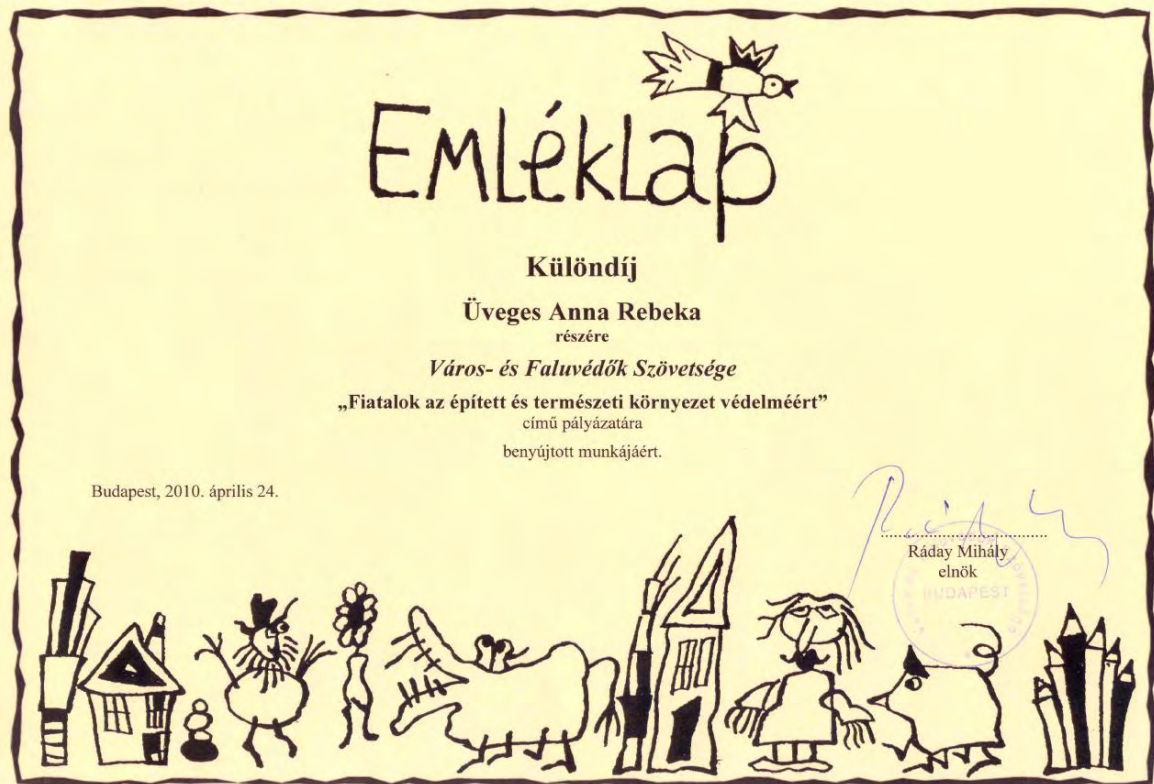 Emléklap
Különdíj
Üveges Anna Rebeka
részére
Város- és Faluvédők Szövetsége
„Fiatalok az épített és természeti környezet védelméért”
című pályázatára
benyújtott munkájáért.
Budapest, 2010. április 24.
Ráday Mihály
elnök
BUDAPEST